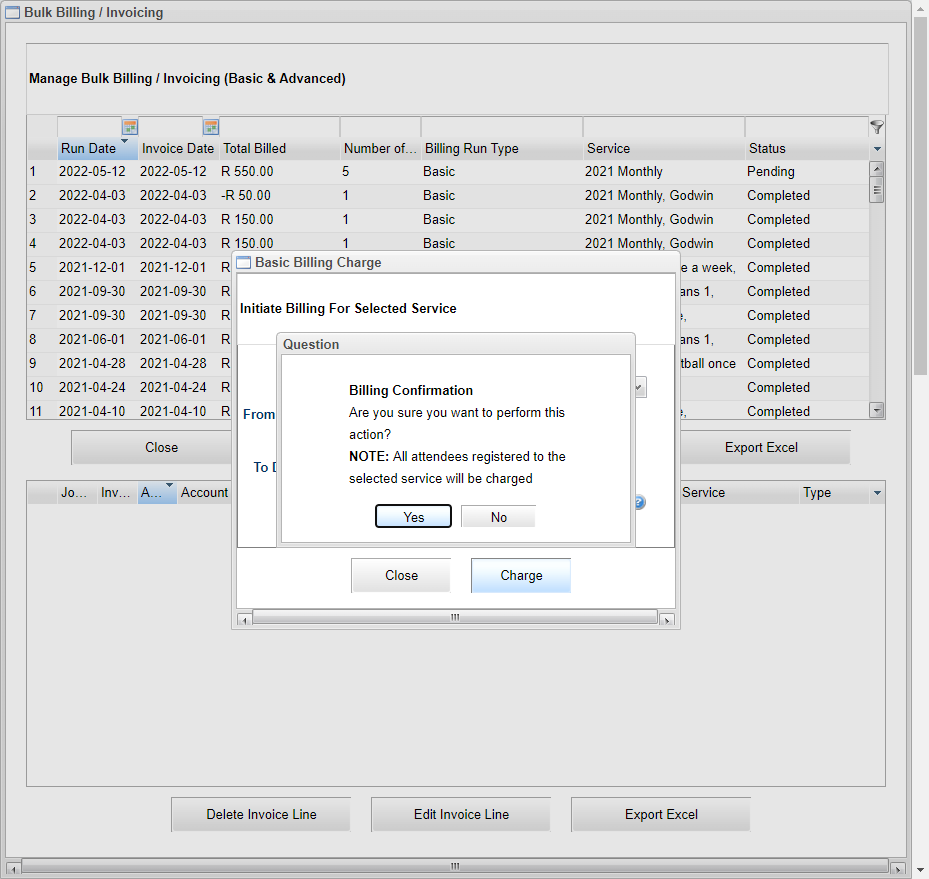 Bulk Billing / Invoicing
Manage Bulk Billing / Invoicing (Basic & Advanced)
Run Date Invoice Date Total Billed Number of... Billing Run Type Service Status
1 2022-05-12 2022-05-12 R 550.00 5 Basic 2021 Monthly Pending
2 2022-04-03 2022-04-03 -R 50.00 1 Basic 2021 Monthly, Godwin Completed
3 2022-04-03 2022-04-03 R 150.00 1 Basic 2021 Monthly, Godwin Completed
4 2022-04-03 2022-04-03 R 150.00 1 Basic 2021 Monthly, Godwin Completed
5 2021-12-01 2021-12-01 R e a week, Completed
6 2021-09-30 2021-09-30 R ans 1, Completed
7 2021-09-30 2021-09-30 R e, Completed
8 2021-06-01 2021-06-01 R ans 1, Completed
9 2021-04-28 2021-04-28 R tball once Completed
10 2021-04-24 2021-04-24 R Completed
11 2021-04-10 2021-04-10 R e, Completed
Basic Billing Charge
Initiate Billing For Selected Service
Question
Billing Confirmation
Are you sure you want to perform this
action?
NOTE: All attendees registered to the
selected service will be charged
Yes No
From
To D
?
Close Charge
Close Export Excel
Jo... Inv... A... Account Service Type
Delete Invoice Line Edit Invoice Line Export Excel